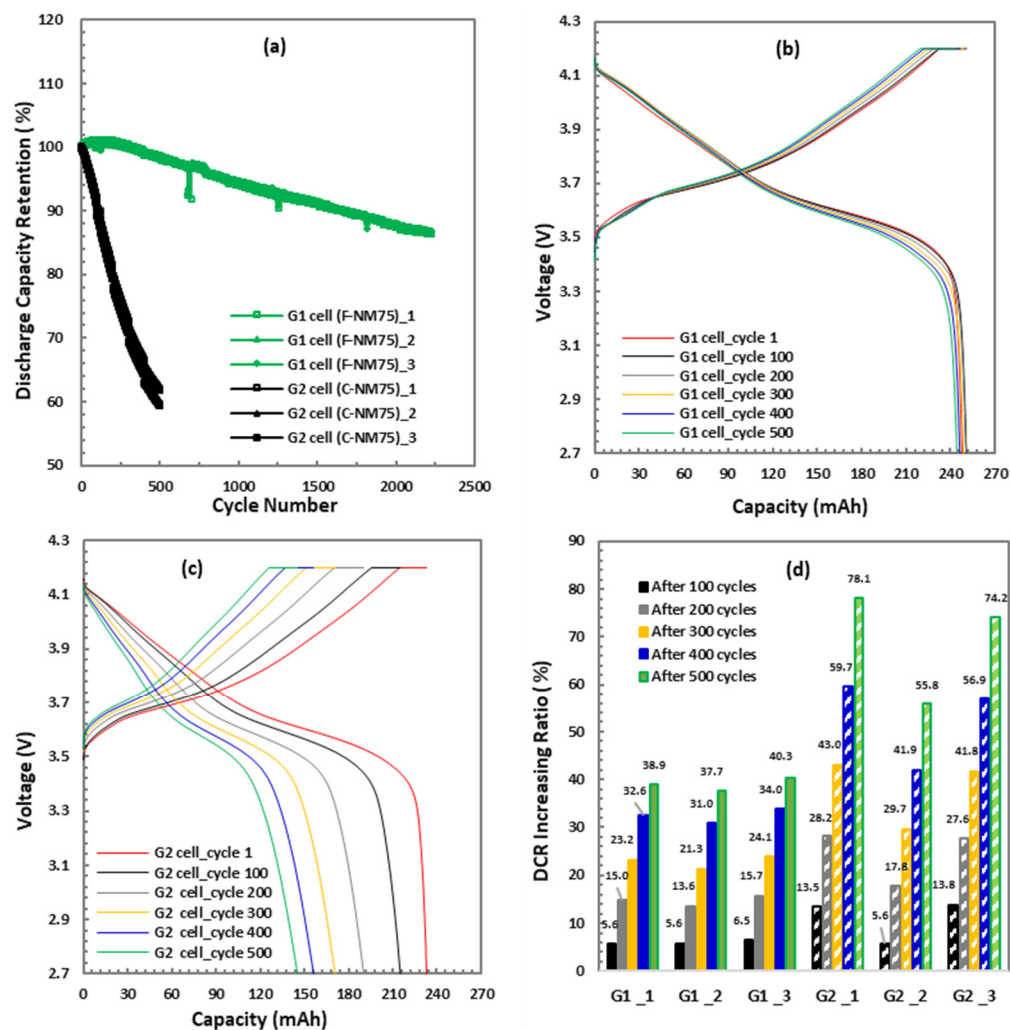 (a)
Discharge Capacity Retention ( %)
120
110
100
90
80
70
60
50
G1 cell (F-NM75)_1
G1 cell (F-NM75)_2
G1 cell (F-NM75)_3
G2 cell (C-NM75)_1
G2 cell (C-NM75)_2
G2 cell (C-NM75)_3
0 500 1000 1250 1500 2000 2500
Cycle Number
(b)
Voltage (V)
4.3
4.1
3.9
3.7
3.5
3.3
3.1
2.9
2.7
G1 cell_cycle 1
G1 cell_cycle 100
G1 cell_cycle 200
G1 cell_cycle 300
G1 cell_cycle 400
G1 cell_cycle 500
0 30 60 90 120 150 180 210 240 270
Capacity (mAh)
(c)
Voltage (V)
4.3
4.1
3.9
3.7
3.5
3.3
3.1
2.9
2.7
G2 cell_cycle 1
G2 cell_cycle 100
G2 cell_cycle 200
G2 cell_cycle 300
G2 cell_cycle 400
G2 cell_cycle 500
0 30 60 90 120 150 180 210 240 270
Capacity (mAh)
(d)
DCR Increasing Ratio ( %)
90
80
70
60
50
40
30
20
10
0
After 100 cycles
After 200 cycles
After 300 cycles
After 400 cycles
After 500 cycles
5.6 15.0 23.2 32.6 38.9
5.6 13.6 21.3 31.0 37.7
6.5 15.7 24.1 34.0 40.3
13.5 28.2 43.0 59.7 78.1
5.6 17.8 29.7 41.9 55.8
13.8 27.6 41.8 56.9 74.2
G1 _1 G1 _2 G1 _3 G2 _1 G2 _2 G2 _3